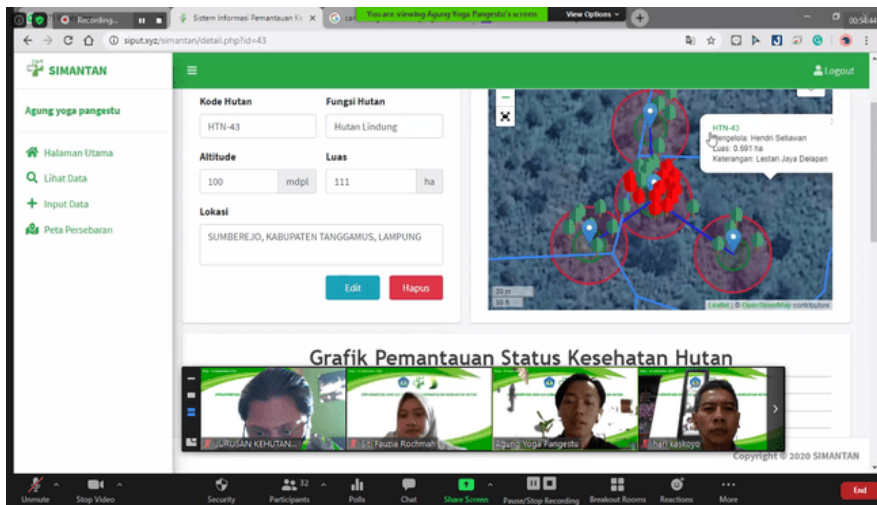 Recording...
Sistem Informasi Pemantauan K
You are viewing Agung Yoga Pangestu's screen
View Options
00:54:44
siput.xyz/simantan/detail.php?id=43
SIMANTAN
Logout
Agung yoga pangestu
Halaman Utama
Lihat Data
Input Data
Peta Persebaran
Kode Hutan
Fungsi Hutan
HTN-43
Hutan Lindung
Altitude
Luas
100
mdpl
111
ha
Lokasi
SUMBEREJO, KABUPATEN TANGGAMUS, LAMPUNG
Edit
Hapus
HTN-43
Pengelola: Hendri Setiawan
Luas: 0.691 ha
Keterangan: Lestari Jaya Delapan
20 m
50 ft
Leaflet | © OpenStreetMap contributors
Grafik Pemantauan Status Kesehatan Hutan
JURUSAN KEHUTAN...
Siti Fauzia Rochmah
Agung Yoga Pangestu
hari kaskoyo
Copyright © 2020 SIMANTAN
Unmute
Stop Video
Security
Participants
32
Polls
Chat
Share Screen
Pause/Stop Recording
Breakout Rooms
Reactions
More
End